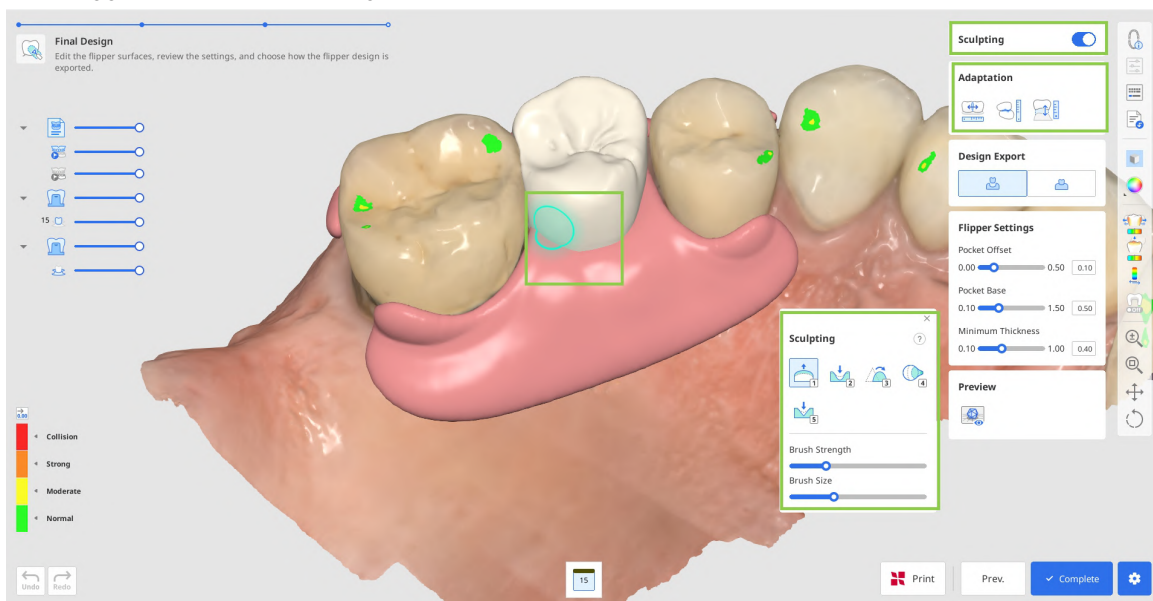 Final Design
Edit the flipper surfaces, review the settings, and choose how the flipper design is
exported.
15
0.00
Collision
Strong
Moderate
Normal
Undo
Redo
15
Sculpting
?
1
2
3
4
5
Brush Strength
Brush Size
Sculpting
Adaptation
Design Export
Flipper Settings
Pocket Offset
0.00 0.50 0.10
Pocket Base
0.10 1.50 0.50
Minimum Thickness
0.10 1.00 0.40
Preview
Print
Prev.
Complete